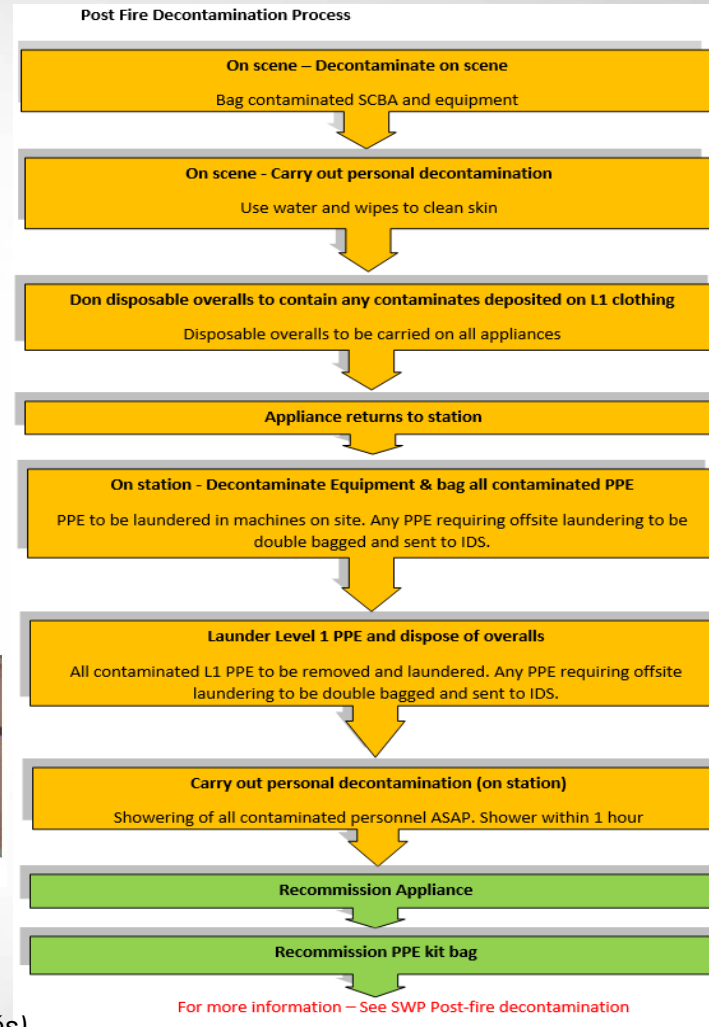 Post Fire Decontamination Process
On scene – Decontaminate on scene
Bag contaminated SCBA and equipment
On scene - Carry out personal decontamination
Use water and wipes to clean skin
Don disposable overalls to contain any contaminates deposited on L1 clothing
Disposable overalls to be carried on all appliances
Appliance returns to station
On station - Decontaminate Equipment & bag all contaminated PPE
PPE to be laundered in machines on site. Any PPE requiring offsite laundering to be
double bagged and sent to IDS.
Launder Level 1 PPE and dispose of overalls
All contaminated L1 PPE to be removed and laundered. Any PPE requiring offsite
laundering to be double bagged and sent to IDS.
Carry out personal decontamination (on station)
Showering of all contaminated personnel ASAP. Shower within 1 hour
Recommission Appliance
Recommission PPE kit bag
For more information – See SWP Post-fire decontamination